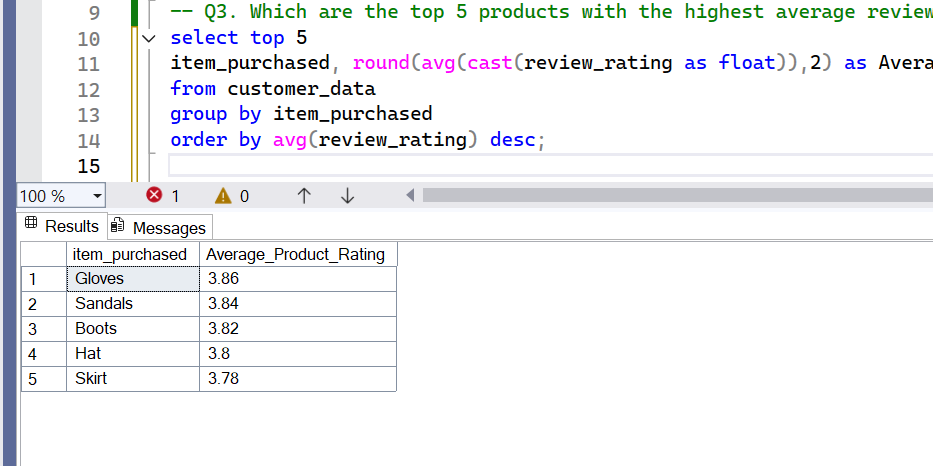 9 -- Q3. Which are the top 5 products with the highest average review
10 select top 5
11 item_purchased, round(avg(cast(review_rating as float)),2) as Avera
12 from customer_data
13 group by item_purchased
14 order by avg(review_rating) desc;
15
100 % 1 0
Results Messages
item_purchased Average_Product_Rating
1 Gloves 3.86
2 Sandals 3.84
3 Boots 3.82
4 Hat 3.8
5 Skirt 3.78